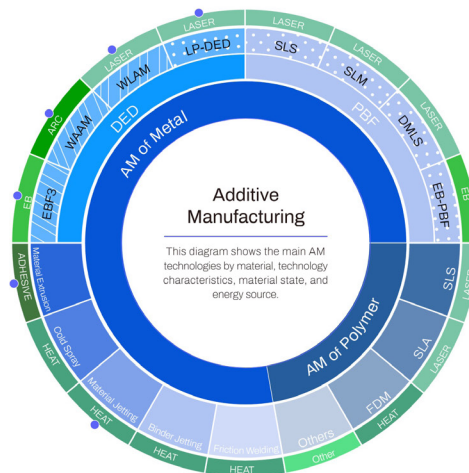 Additive
Manufacturing
This diagram shows the main AM
technologies by material, technology
characteristics, material state, and
energy source.
AM of Metal
AM of Polymer
DED
PBF
EBF3
WAAM
WLAM
LP-DED
SLS
SLM
DMLS
EB-PBF
SLS
SLA
FDM
Others
Friction Welding
Binder Jetting
Material Jetting
Cold Spray
Material Extrusion
EB
ARC
LASER
LASER
LASER
LASER
LASER
EB
LASER
LASER
HEAT
Other
HEAT
HEAT
HEAT
HEAT
ADHESIVE